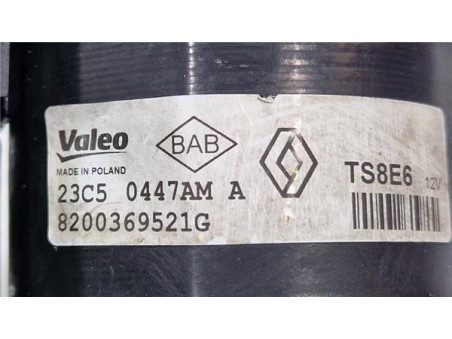 Valeo BAB TS8E6 12V
MADE IN POLAND
23C5 0447AM A
8200369521G